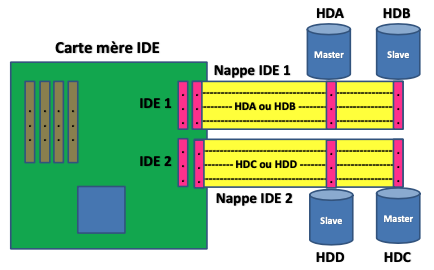 HDA
HDB
Carte mère IDE
Master
Slave
Nappe IDE 1
IDE 1
HDA ou HDB
IDE 2
HDC ou HDD
Nappe IDE 2
Slave
Master
HDD
HDC